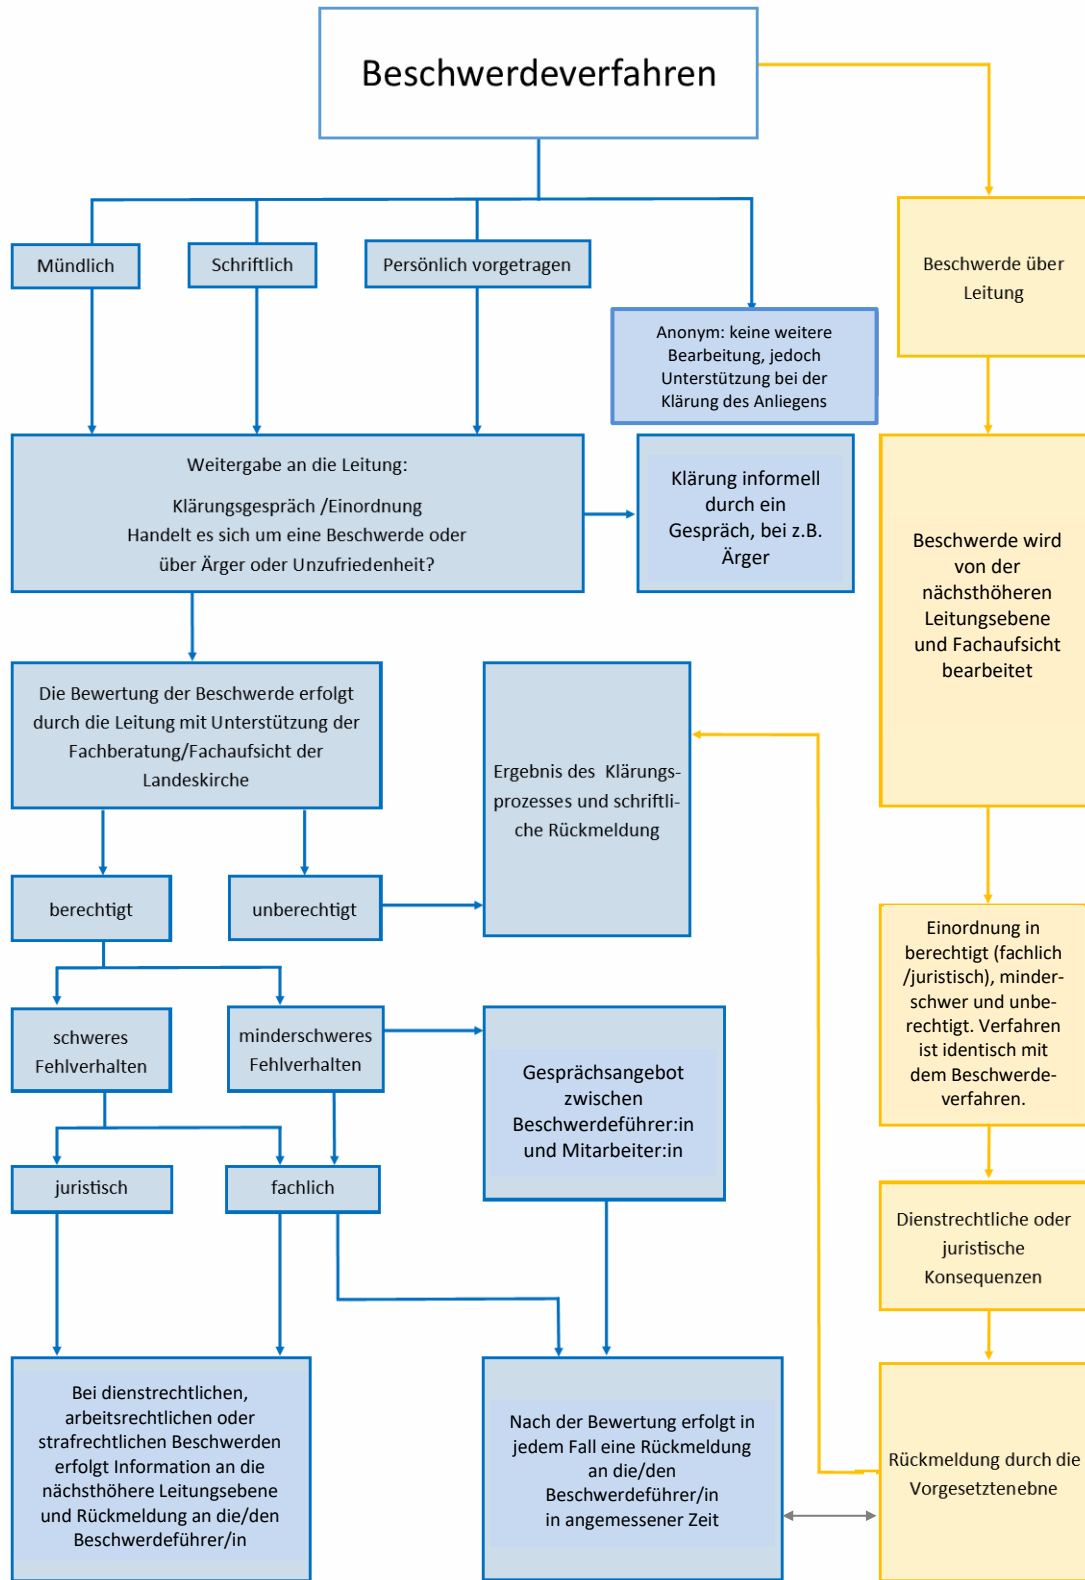 Beschwerdeverfahren
Mündlich
Schriftlich
Persönlich vorgetragen
Anonym: keine weitere
Bearbeitung, jedoch
Unterstützung bei der
Klärung des Anliegens
Beschwerde über
Leitung
Weitergabe an die Leitung:
Klärungsgespräch /Einordnung
Handelt es sich um eine Beschwerde oder
über Ärger oder Unzufriedenheit?
Klärung informell
durch ein
Gespräch, bei z.B.
Ärger
Beschwerde wird
von der
nächsthöheren
Leitungsebene
und Fachaufsicht
bearbeitet
Die Bewertung der Beschwerde erfolgt
durch die Leitung mit Unterstützung der
Fachberatung/Fachaufsicht der
Landeskirche
Ergebnis des Klärungs-
prozesses und schriftli-
che Rückmeldung
berechtigt
unberechtigt
Einordnung in
berechtigt (fachlich
/juristisch), minder-
schwer und unbe-
rechtigt. Verfahren
ist identisch mit
dem Beschwerde-
verfahren.
schweres
Fehlverhalten
minderschweres
Fehlverhalten
Gesprächsangebot
zwischen
Beschwerdeführer:in
und Mitarbeiter:in
juristisch
fachlich
Dienstrechtliche oder
juristische
Konsequenzen
Bei dienstrechtlichen,
arbeitsrechtlichen oder
strafrechtlichen Beschwerden
erfolgt Information an die
nächsthöhere Leitungsebene
und Rückmeldung an die/den
Beschwerdeführer/in
Nach der Bewertung erfolgt in
jedem Fall eine Rückmeldung
an die/den
Beschwerdeführer/in
in angemessener Zeit
Rückmeldung durch die
Vorgesetztenebne